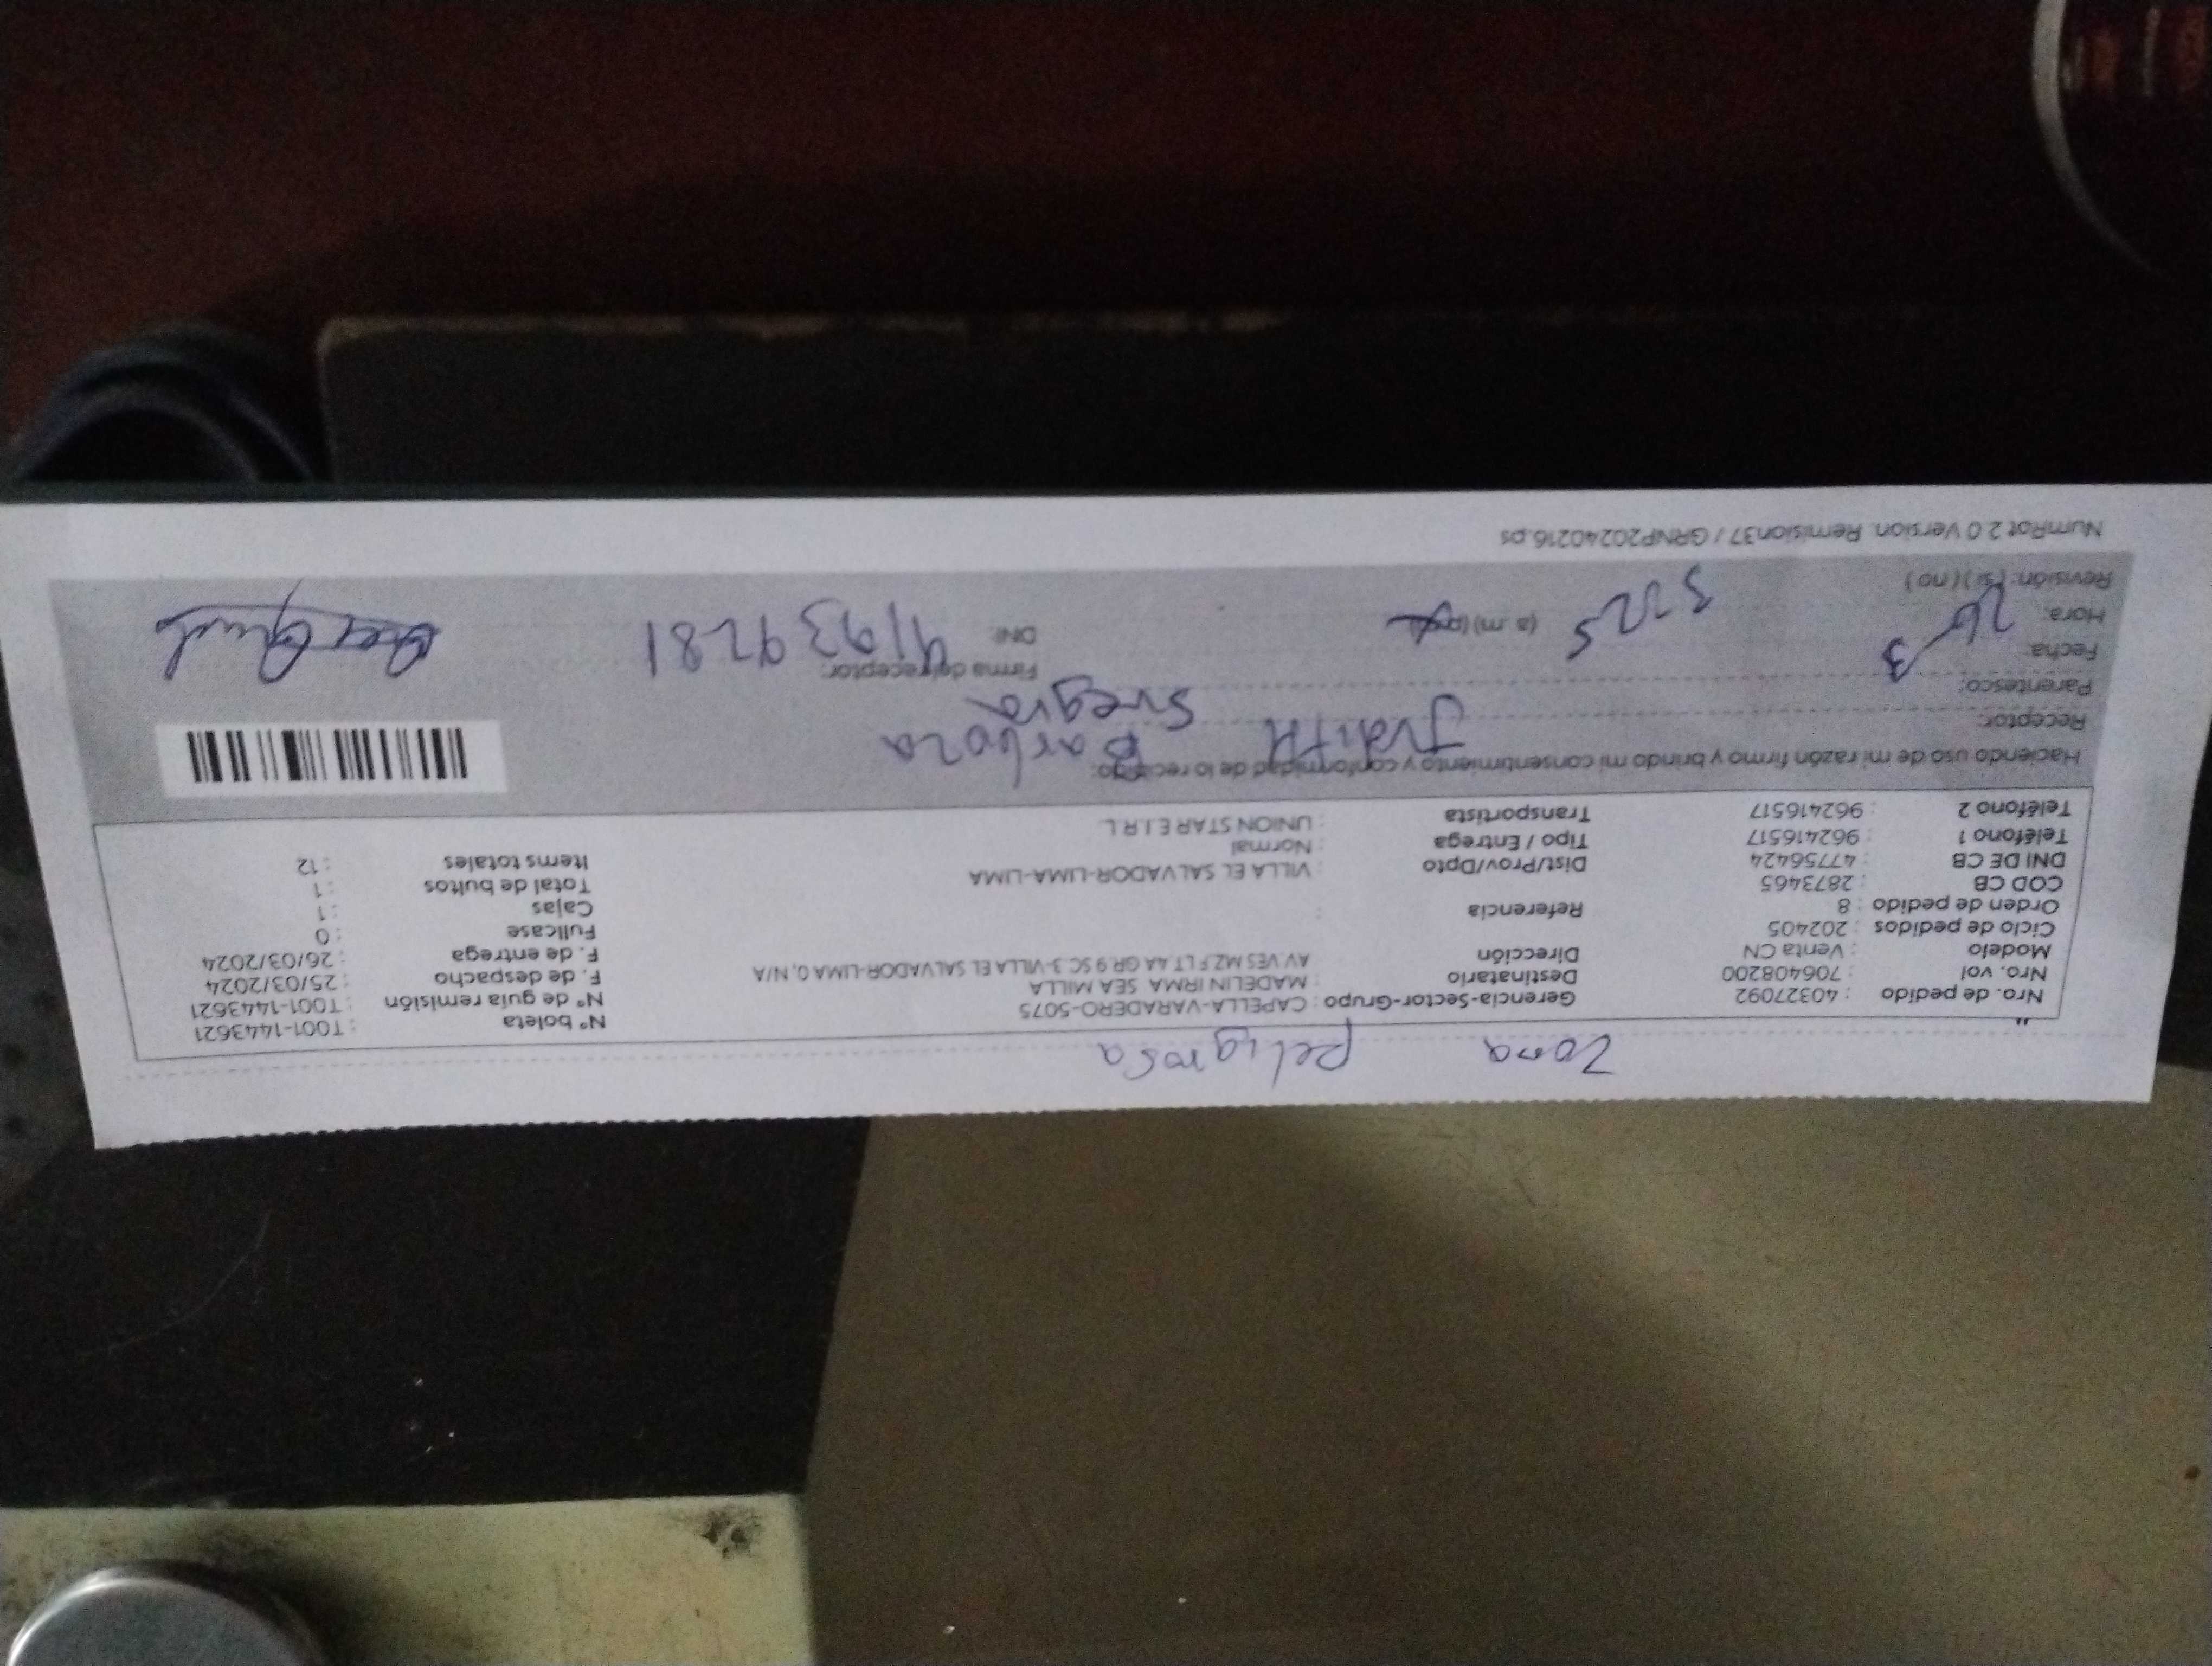 Zona peligrosa
Nro. de pedido : 40327092 Gerencia-Sector-Grupo : CAPELLA-VARADERO-5075 N° boleta : T001-1443621
Nro. vol : 706408200 Destinatario : MADELIN IRMA SEA MILLA N° de guía remisión : T001-1443621
Modelo : Venta CN Dirección AV VES MZ F LT 4A GR 9 SC 3-VILLA EL SALVADOR-LIMA 0, N/A F. de despacho : 25/03/2024
Ciclo de pedidos : 202405 F. de entrega : 26/03/2024
Orden de pedido : 8 Referencia : Fullcase : 0
COD CB : 2873465 Cajas : 1
DNI DE CB : 47756424 Dist/Prov/Dpto : VILLA EL SALVADOR-LIMA-LIMA Total de bultos : 1
Teléfono 1 : 962416517 Tipo / Entrega : Normal Items totales : 12
Teléfono 2 : 962416517 Transportista : UNION STAR E.I.R.L
Haciendo uso de mi razón firmo y brindo mi consentimiento y conformidad de lo recibido:
Receptor: Judith Barboza
Parentesco: Suegra
Fecha: 26 3 Firma de receptor:
Hora: (a.m)(p.m) DNI:
Revisión: (si) (no)
NumRot 2.0 Version. Remision37 / GRNP20240216.ps